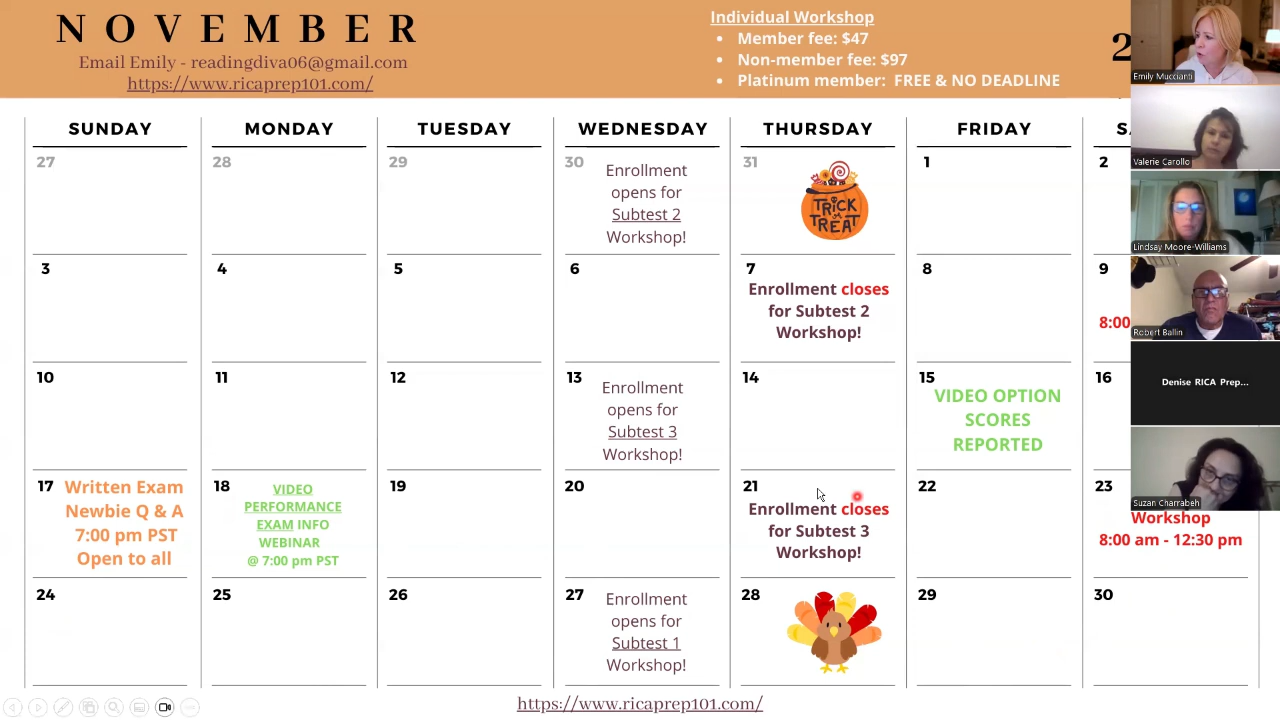 NOVEMBER
Email Emily - readingdiva06@gmail.com
https://www.ricaprep101.com/
Individual Workshop
• Member fee: $47
• Non-member fee: $97
• Platinum member: FREE & NO DEADLINE
2
Emily Muccianti
Valerie Carollo
Lindsay Moore-Williams
Robert Ballin
Denise RICA Prep...
Suzan Charrabeh
SUNDAY
MONDAY
TUESDAY
WEDNESDAY
THURSDAY
FRIDAY
27
28
29
30
Enrollment
opens for
Subtest 2
Workshop!
31
TRICK
OR
TREAT
1
2
3
4
5
6
7
Enrollment closes
for Subtest 2
Workshop!
8
9
8:00
10
11
12
13
Enrollment
opens for
Subtest 3
Workshop!
14
15
VIDEO OPTION
SCORES
REPORTED
16
17
Written Exam
Newbie Q & A
7:00 pm PST
Open to all
18
VIDEO
PERFORMANCE
EXAM INFO
WEBINAR
@ 7:00 pm PST
19
20
21
Enrollment closes
for Subtest 3
Workshop!
22
23
Workshop
8:00 am - 12:30 pm
24
25
26
27
Enrollment
opens for
Subtest 1
Workshop!
28
29
30
https://www.ricaprep101.com/